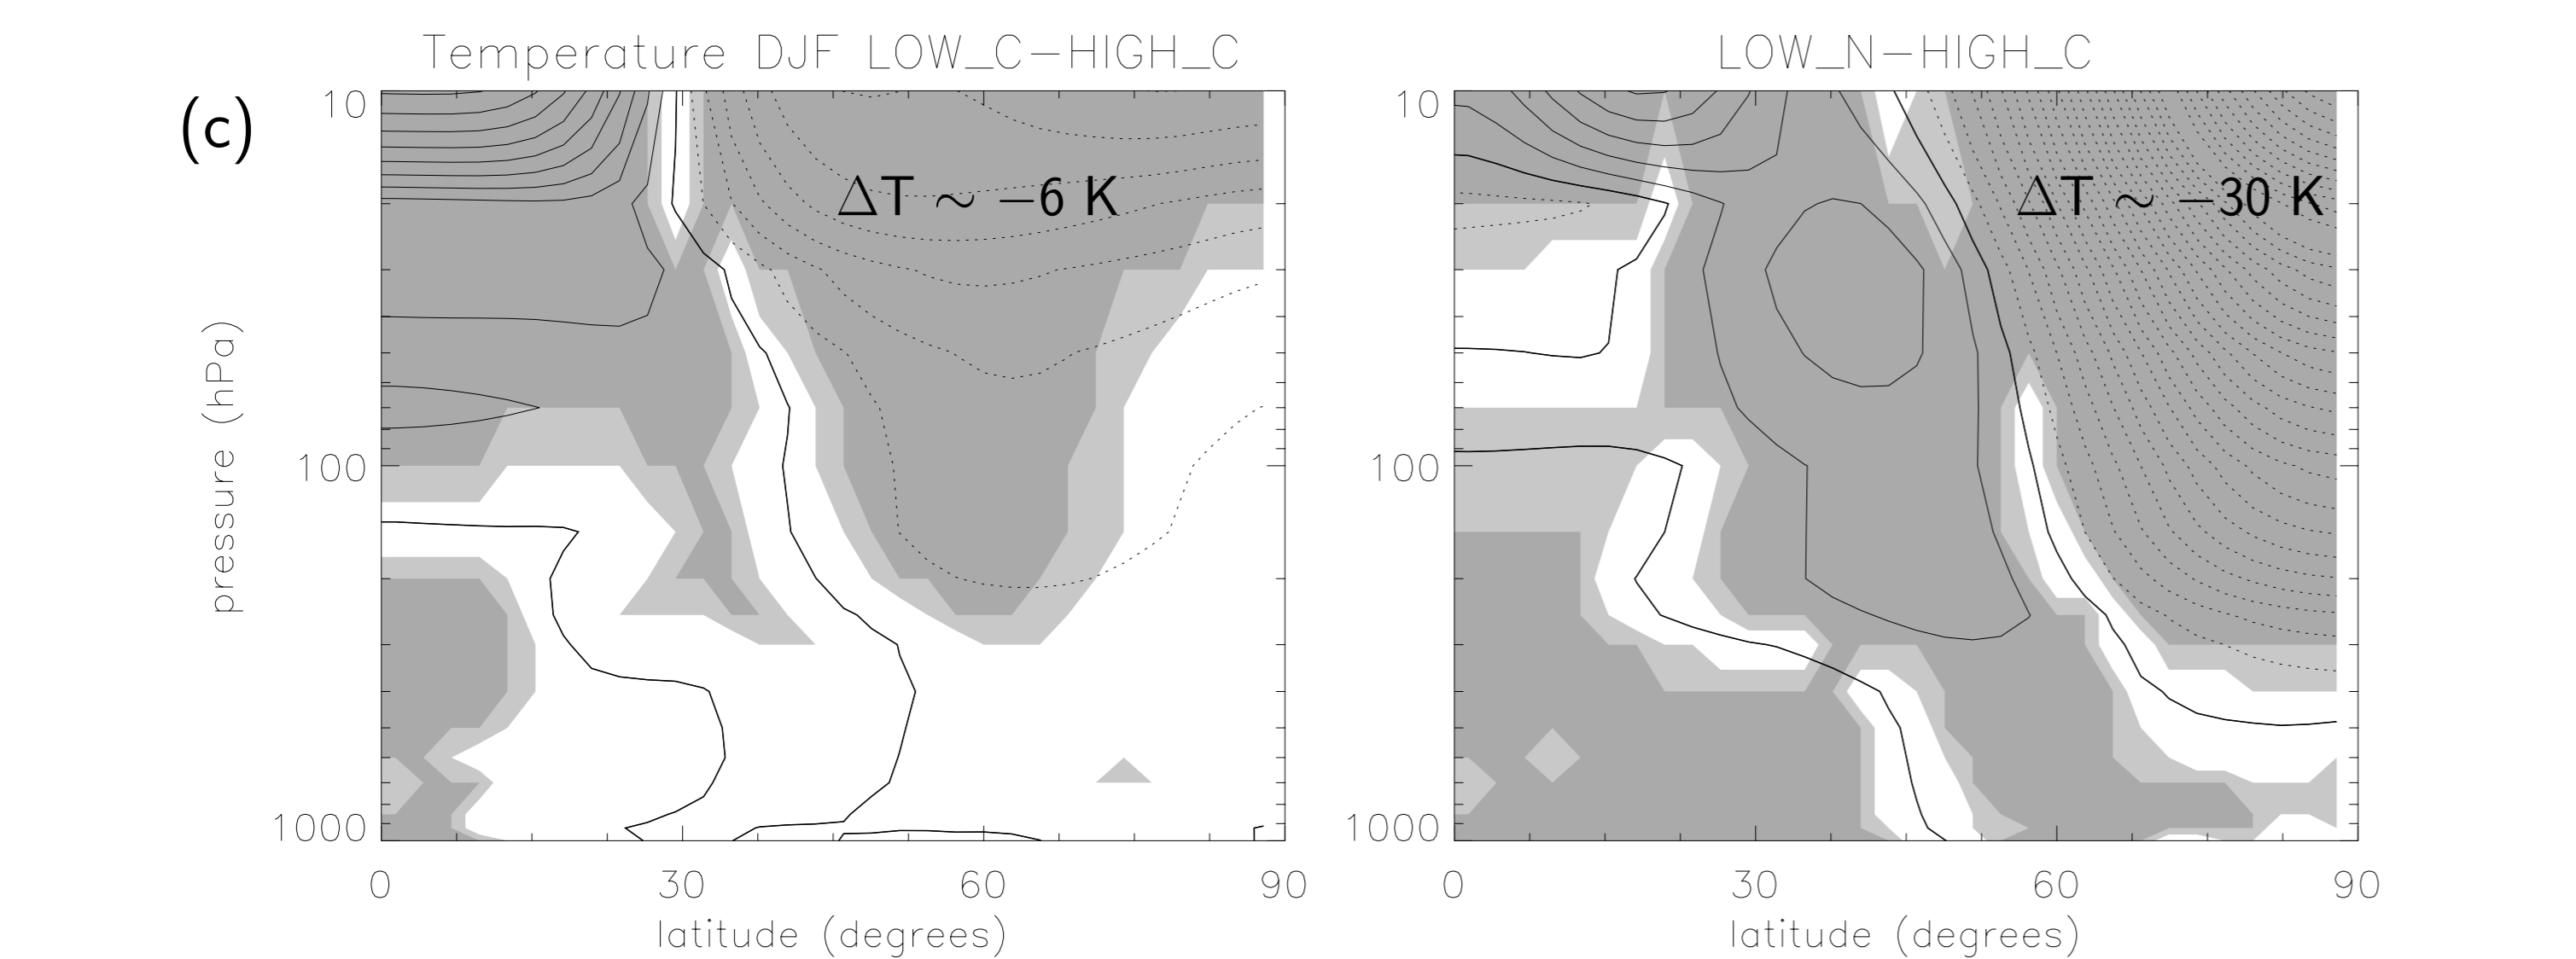 Temperature DJF LOW_C−HIGH_C
LOW_N−HIGH_C
(c)
10
100
1000
pressure (hPa)
ΔT ∼ −6 K
0 30 60 90
latitude (degrees)
10
100
1000
ΔT ∼ −30 K
0 30 60 90
latitude (degrees)